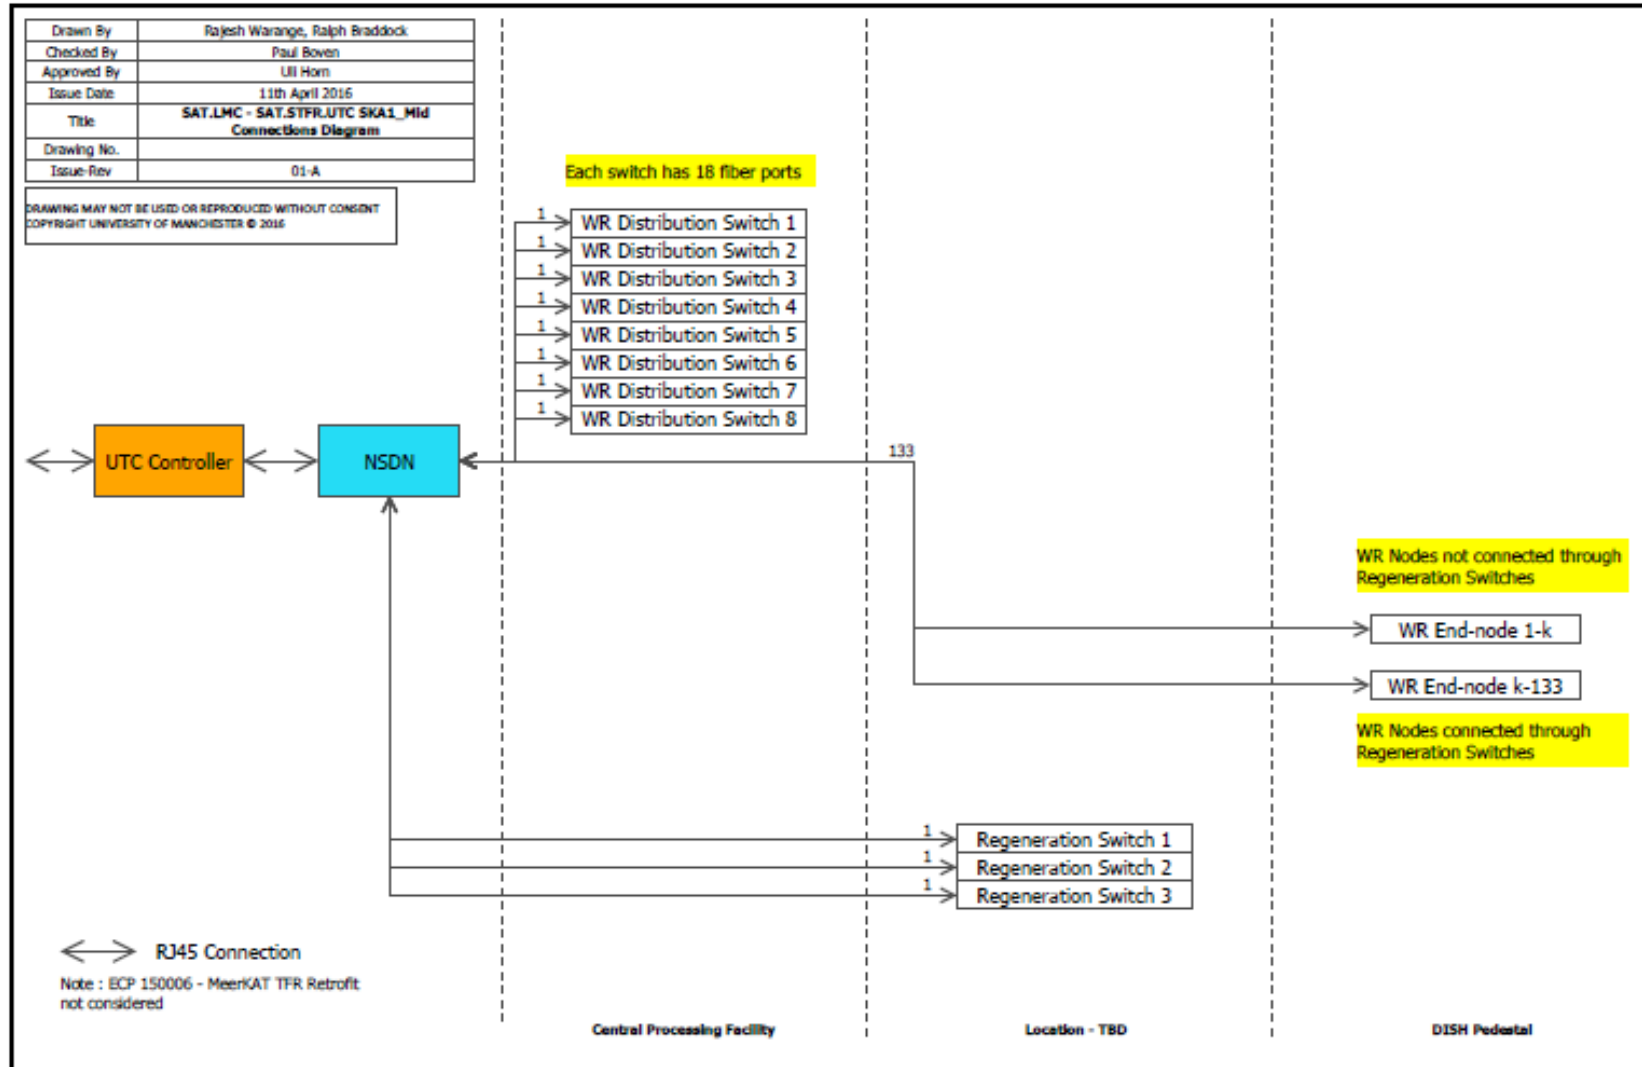 Drawn By Rajesh Warange, Ralph Braddock
Checked By Paul Boven
Approved By Uli Horn
Issue Date 11th April 2016
Title SAT.LMC - SAT.STFR.UTC SKA1_Mid
Connections Diagram
Drawing No.
Issue-Rev 01-A
DRAWING MAY NOT BE USED OR REPRODUCED WITHOUT CONSENT
COPYRIGHT UNIVERSITY OF MANCHESTER © 2016
Each switch has 18 fiber ports
1 WR Distribution Switch 1
1 WR Distribution Switch 2
1 WR Distribution Switch 3
1 WR Distribution Switch 4
1 WR Distribution Switch 5
1 WR Distribution Switch 6
1 WR Distribution Switch 7
1 WR Distribution Switch 8
UTC Controller
NSDN
133
WR Nodes not connected through
Regeneration Switches
WR End-node 1-k
WR End-node k-133
WR Nodes connected through
Regeneration Switches
1 Regeneration Switch 1
1 Regeneration Switch 2
1 Regeneration Switch 3
RJ45 Connection
Note : ECP 150006 - MeerKAT TFR Retrofit
not considered
Central Processing Facility
Location - TBD
DISH Pedestal